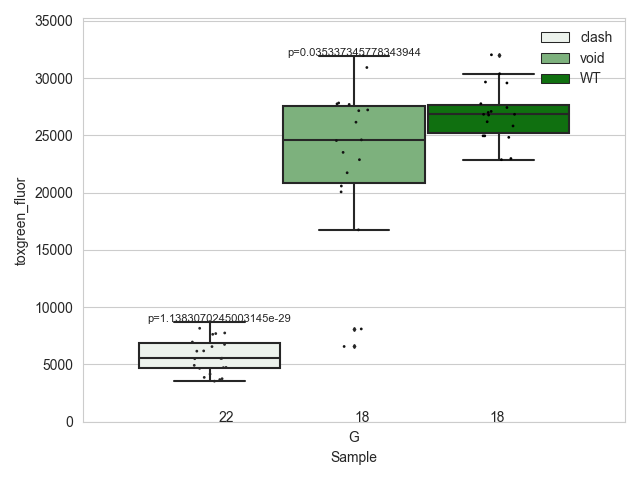 35000
30000
25000
20000
15000
10000
5000
0
toxgreen_fluor
clash
void
WT
p=0.035337345778343944
p=1.1383070245003145e-29
22
18
18
G
Sample